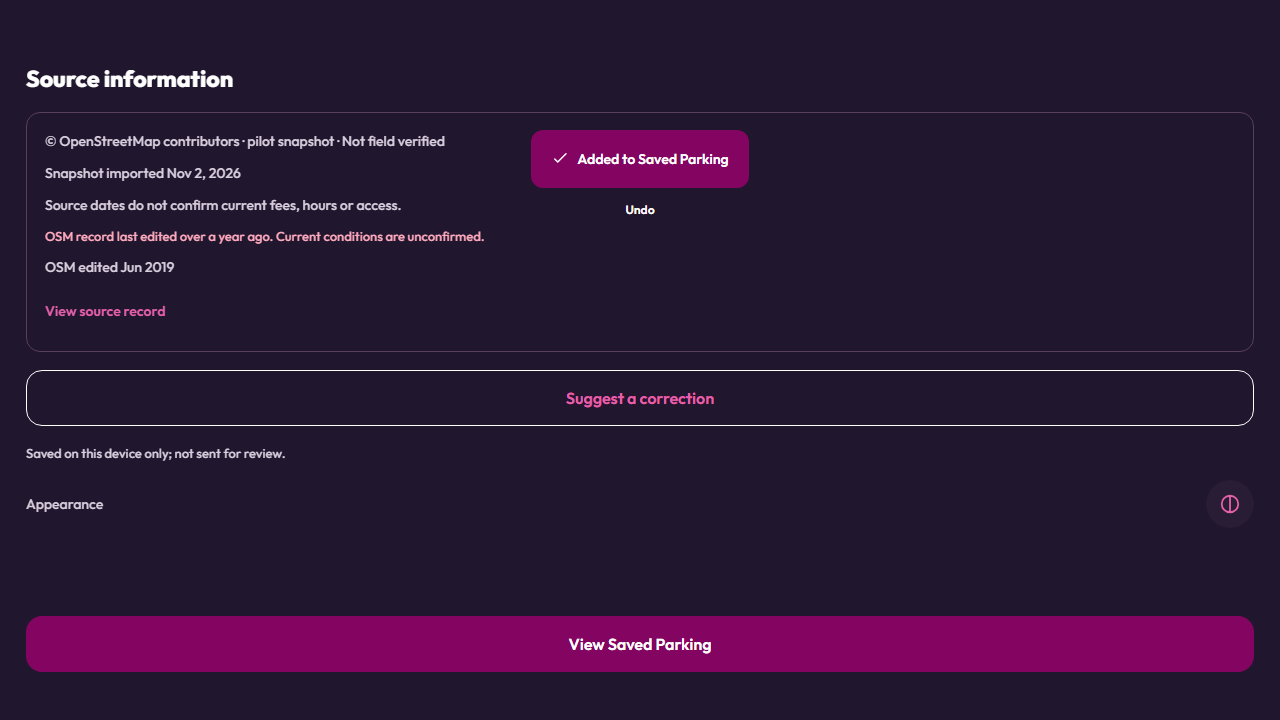 Source information
© OpenStreetMap contributors · pilot snapshot · Not field verified
Snapshot imported Nov 2, 2026
Source dates do not confirm current fees, hours or access.
OSM record last edited over a year ago. Current conditions are unconfirmed.
OSM edited Jun 2019
View source record
Added to Saved Parking
Undo
Suggest a correction
Saved on this device only; not sent for review.
Appearance
View Saved Parking